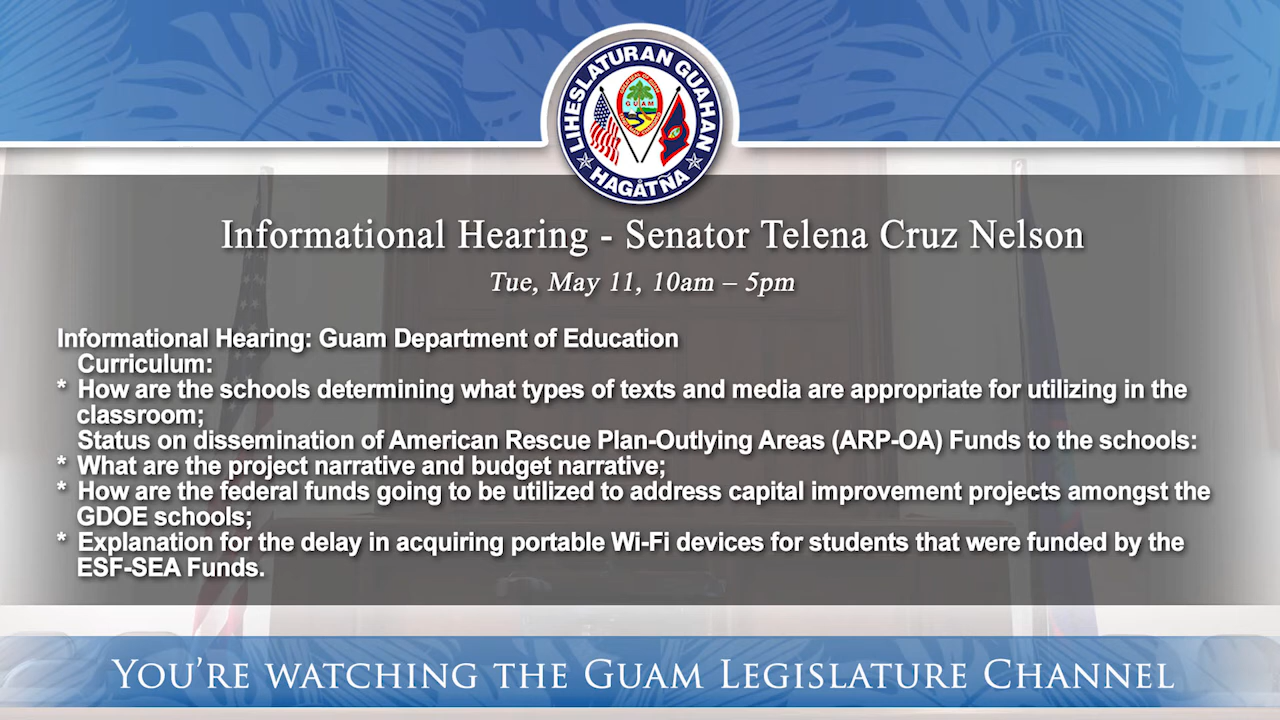 LIHESLATURAN GUAHAN
GUAM
HAGÅTÑA
Informational Hearing - Senator Telena Cruz Nelson
Tue, May 11, 10am – 5pm
Informational Hearing: Guam Department of Education
Curriculum:
* How are the schools determining what types of texts and media are appropriate for utilizing in the
classroom;
Status on dissemination of American Rescue Plan-Outlying Areas (ARP-OA) Funds to the schools:
* What are the project narrative and budget narrative;
* How are the federal funds going to be utilized to address capital improvement projects amongst the
GDOE schools;
* Explanation for the delay in acquiring portable Wi-Fi devices for students that were funded by the
ESF-SEA Funds.
YOU'RE WATCHING THE GUAM LEGISLATURE CHANNEL